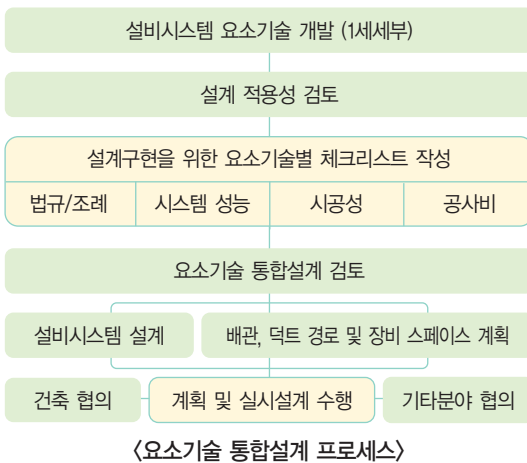 설비시스템 요소기술 개발 (1세세부)
설계 적용성 검토
설계구현을 위한 요소기술별 체크리스트 작성
법규/조례 시스템 성능 시공성 공사비
요소기술 통합설계 검토
설비시스템 설계 배관, 덕트 경로 및 장비 스페이스 계획
건축 협의 계획 및 실시설계 수행 기타분야 협의
〈요소기술 통합설계 프로세스〉